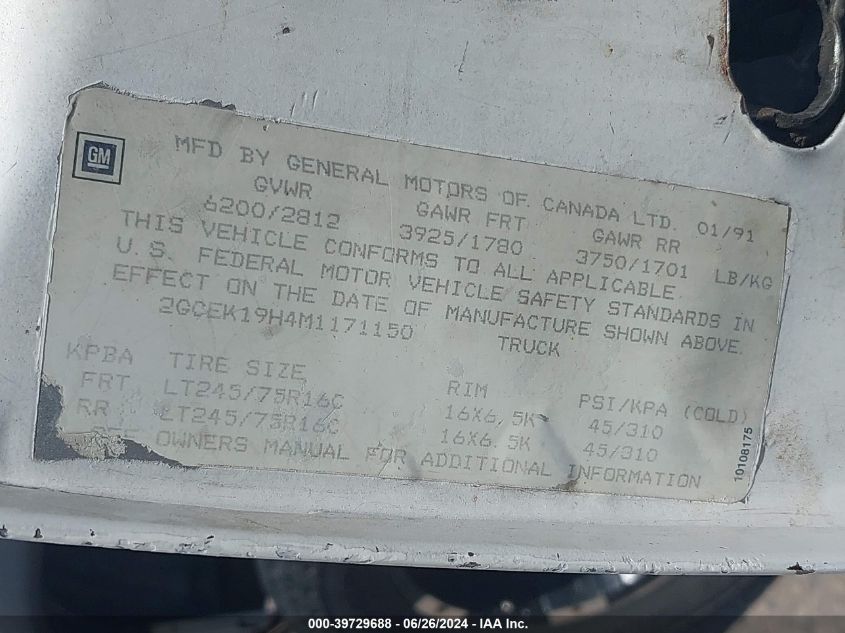 GM
MFD BY GENERAL MOTORS OF CANADA LTD. 01/91
GVWR GAWR FRT GAWR RR
6200/2812 3925/1780 3750/1701 LB/KG
THIS VEHICLE CONFORMS TO ALL APPLICABLE
U.S. FEDERAL MOTOR VEHICLE SAFETY STANDARDS IN
EFFECT ON THE DATE OF MANUFACTURE SHOWN ABOVE.
2GCEK19H4M1171150 TRUCK
KPBA TIRE SIZE RIM PSI/KPA (COLD)
FRT LT245/75R16C 16X6.5K 45/310
RR LT245/75R16C 16X6.5K 45/310
SEE OWNERS MANUAL FOR ADDITIONAL INFORMATION
10108175
000-39729688 - 06/26/2024 - IAA Inc.